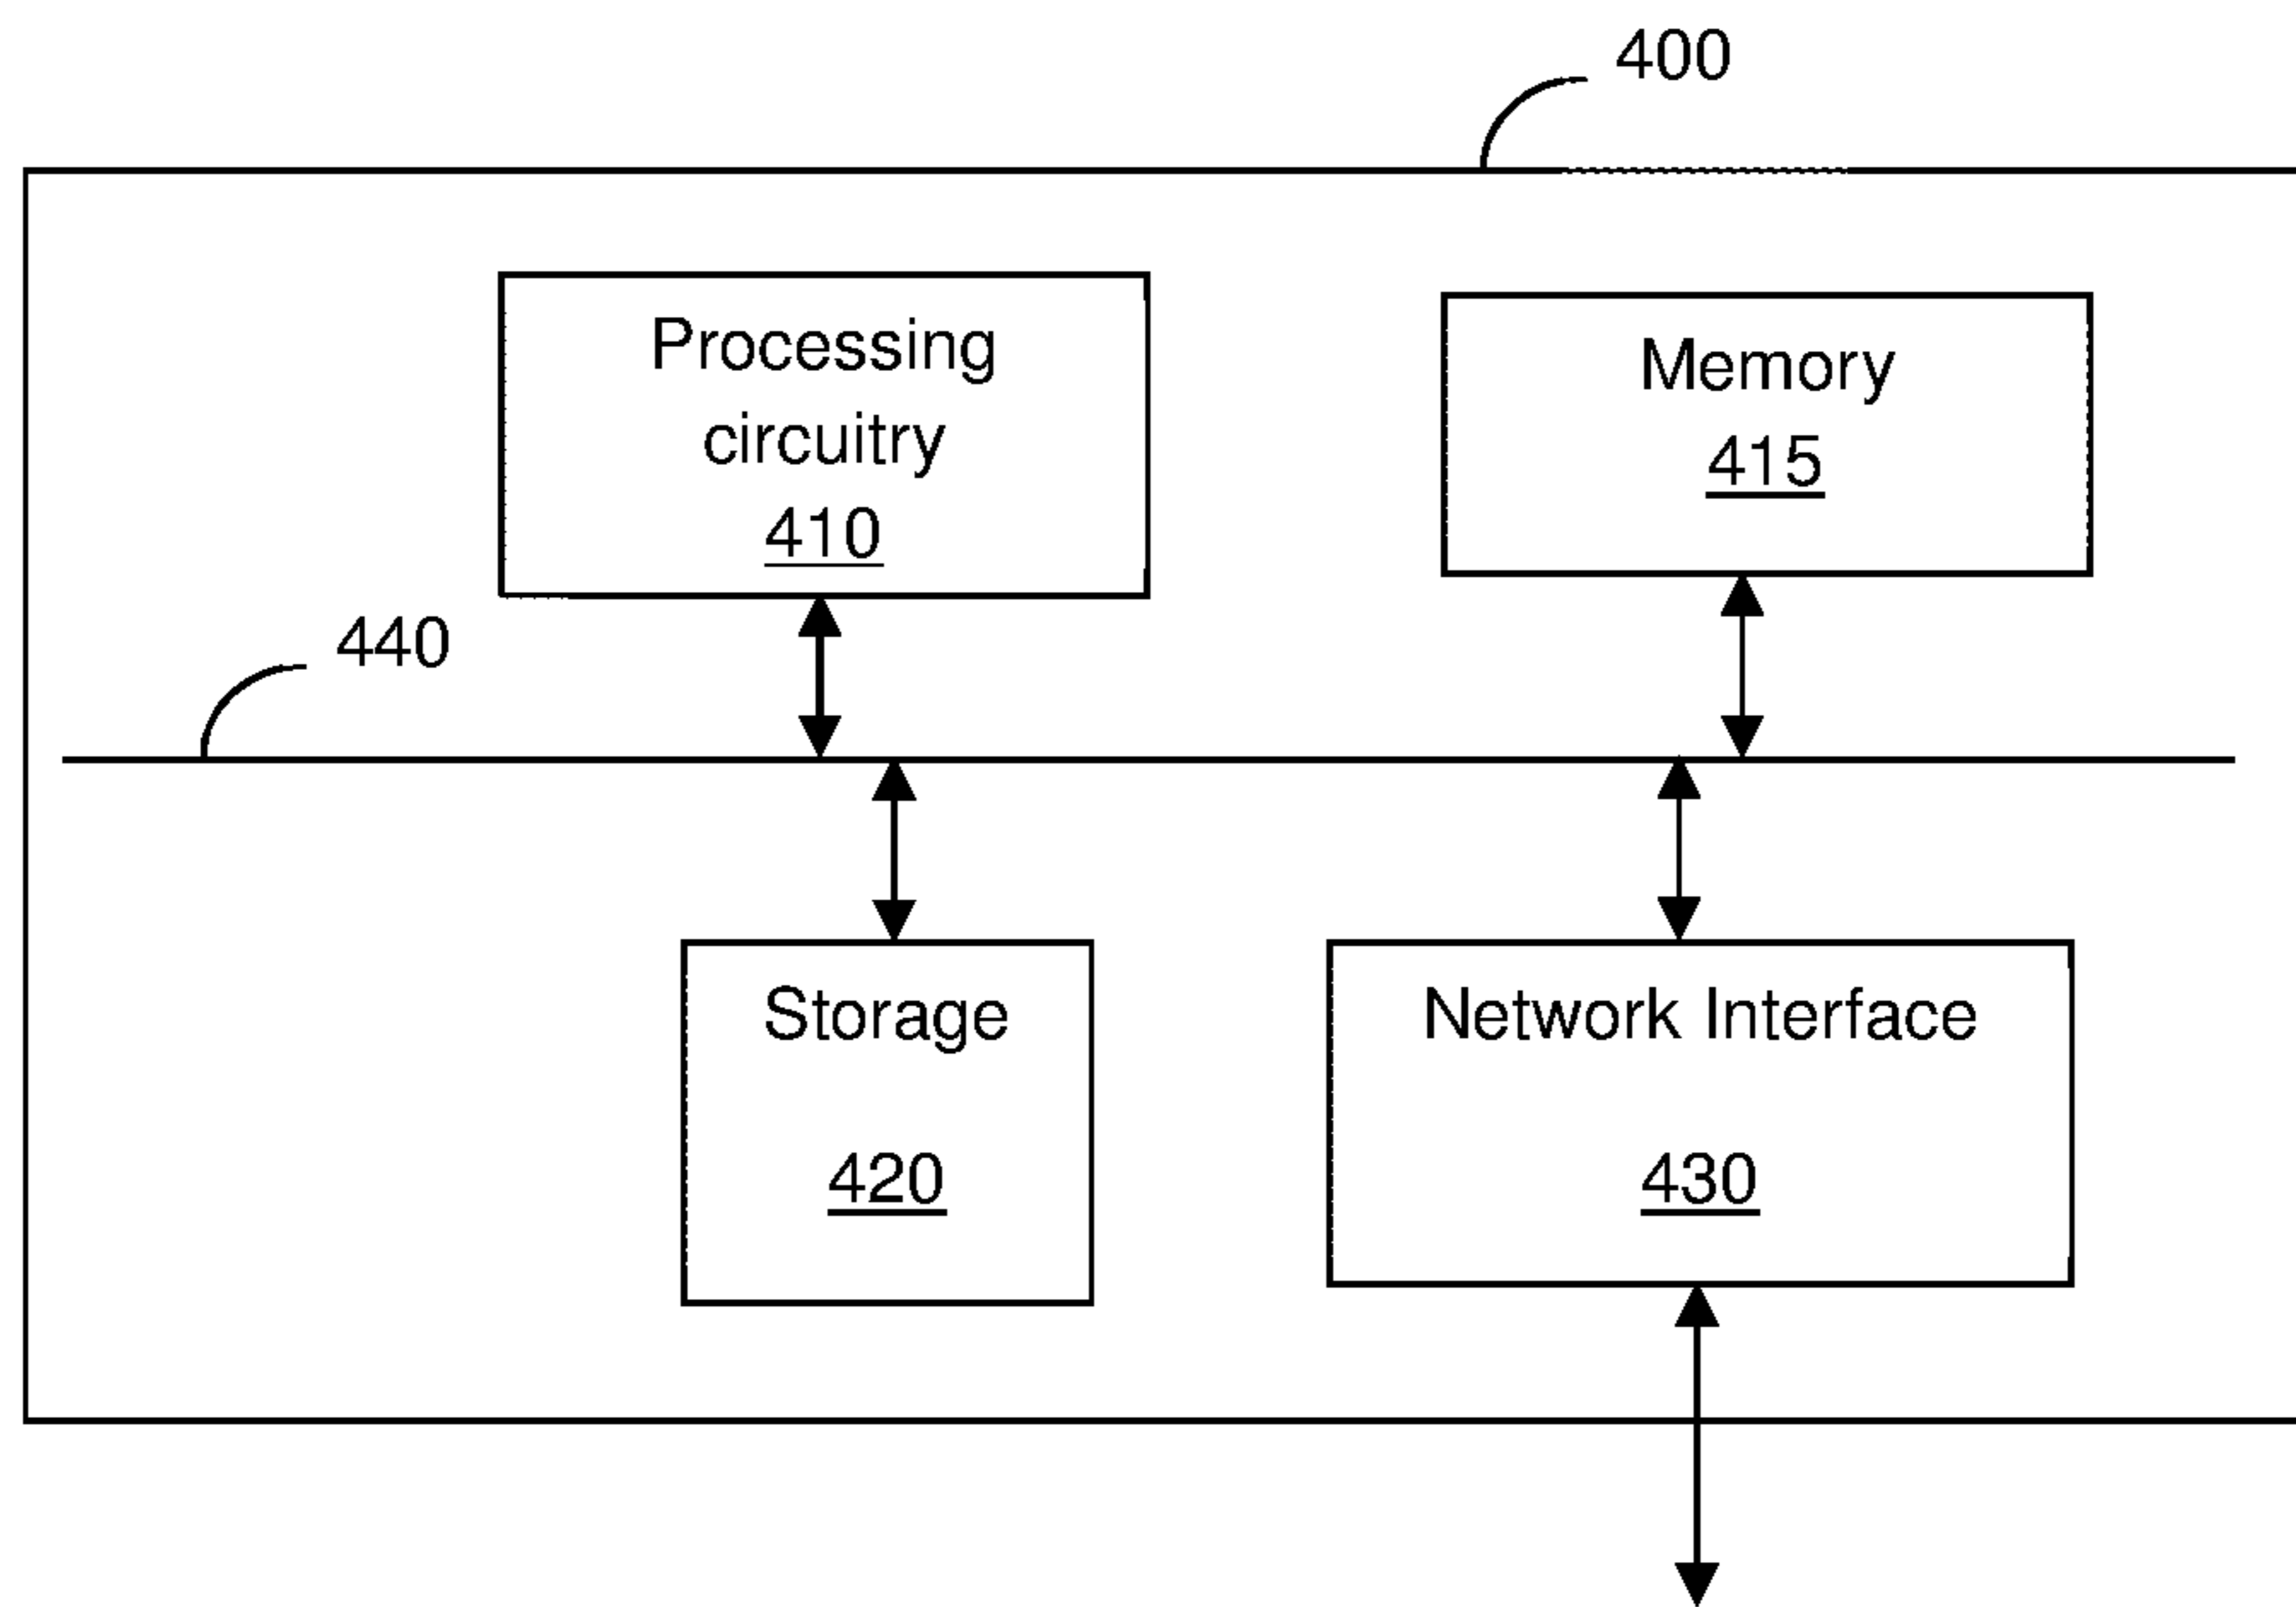 400
Processing
circuitry
410
Memory
415
440
Storage
420
Network Interface
430